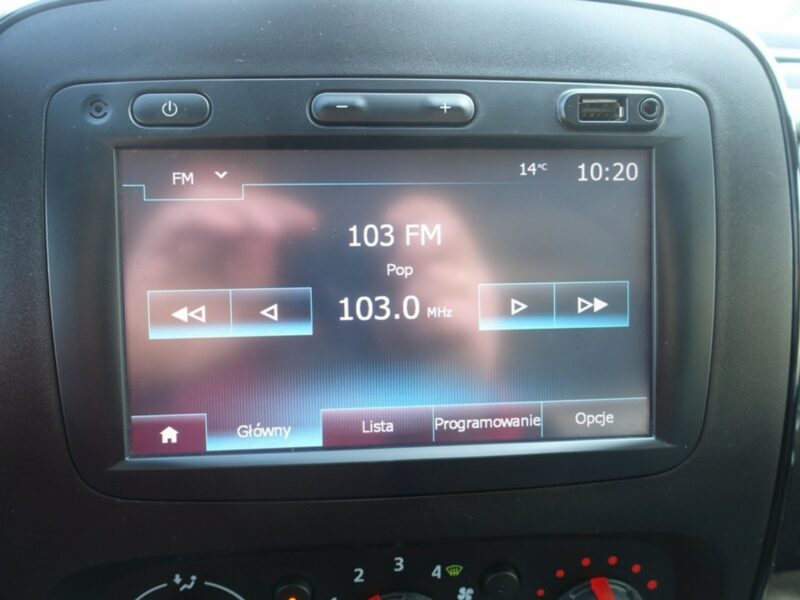 FM 14°C 10:20
103 FM
Pop
103.0 MHz
Główny Lista Programowanie Opcje
2 3 4